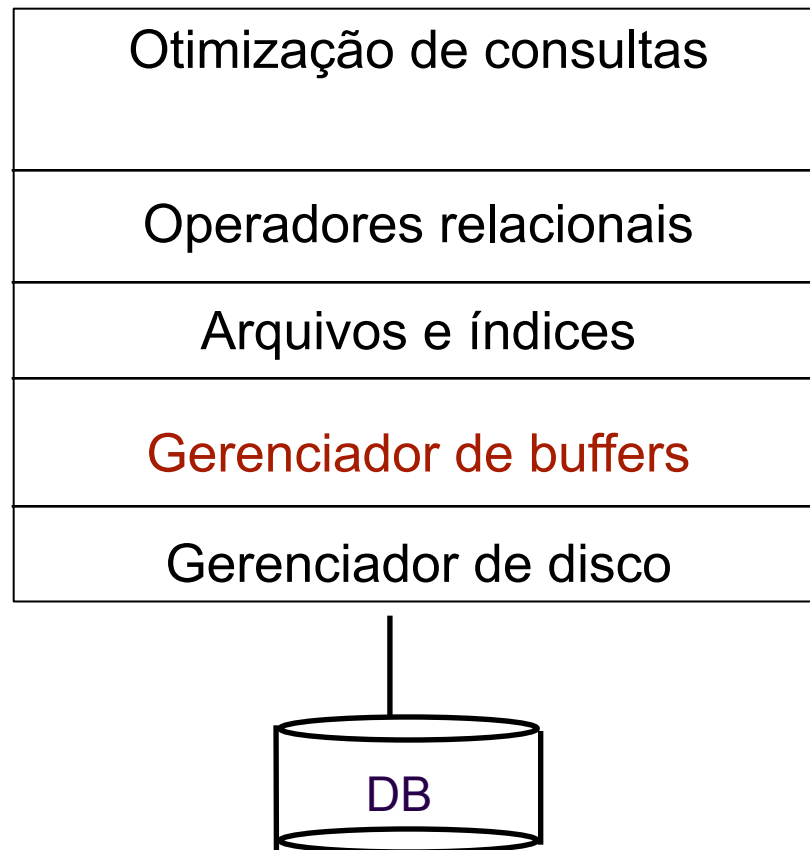 Otimização de consultas
Operadores relacionais
Arquivos e índices
Gerenciador de buffers
Gerenciador de disco
DB